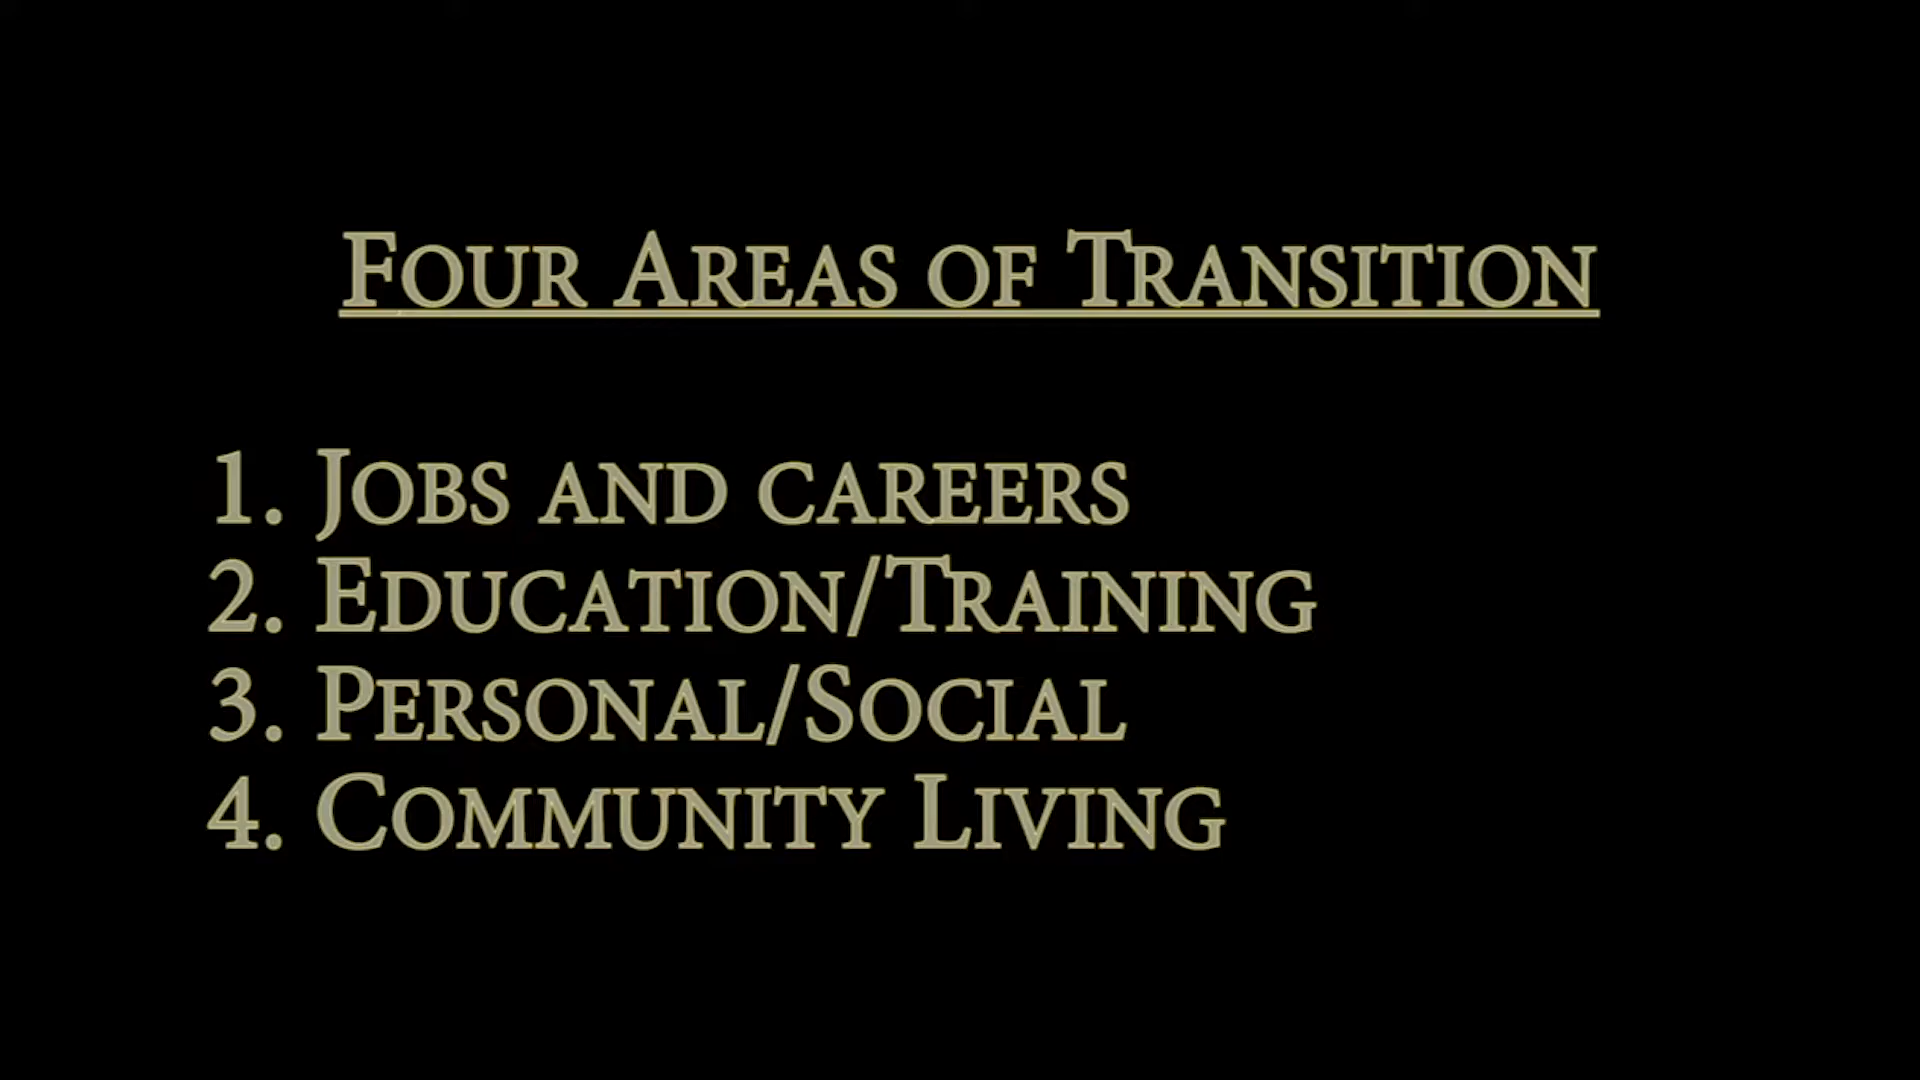 Four Areas of Transition
1. Jobs and careers
2. Education/Training
3. Personal/Social
4. Community Living